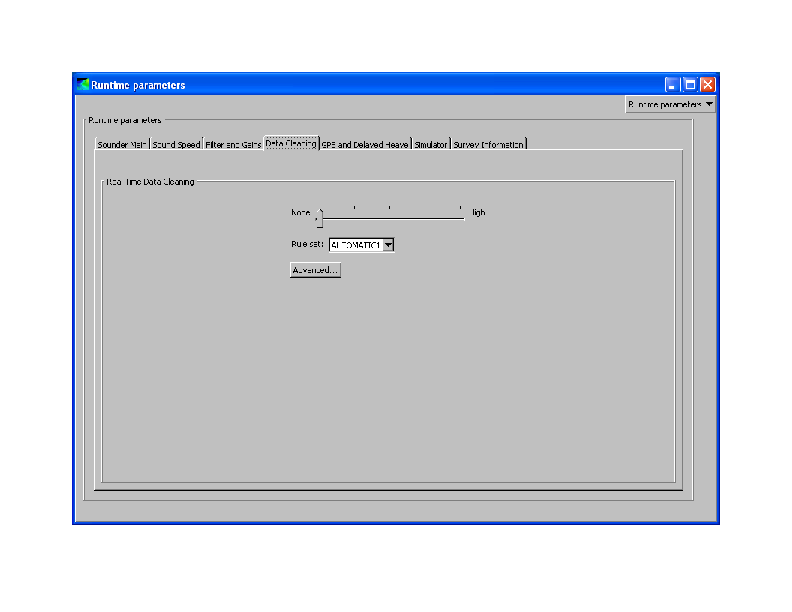 Runtime parameters
Runtime parameters
Runtime parameters
Sounder Main Sound Speed Filter and Gains Data Cleaning GPS and Delayed Heave Simulator Survey Information
Real Time Data Cleaning
None High
Rule set: AUTOMATIC1
Advanced...